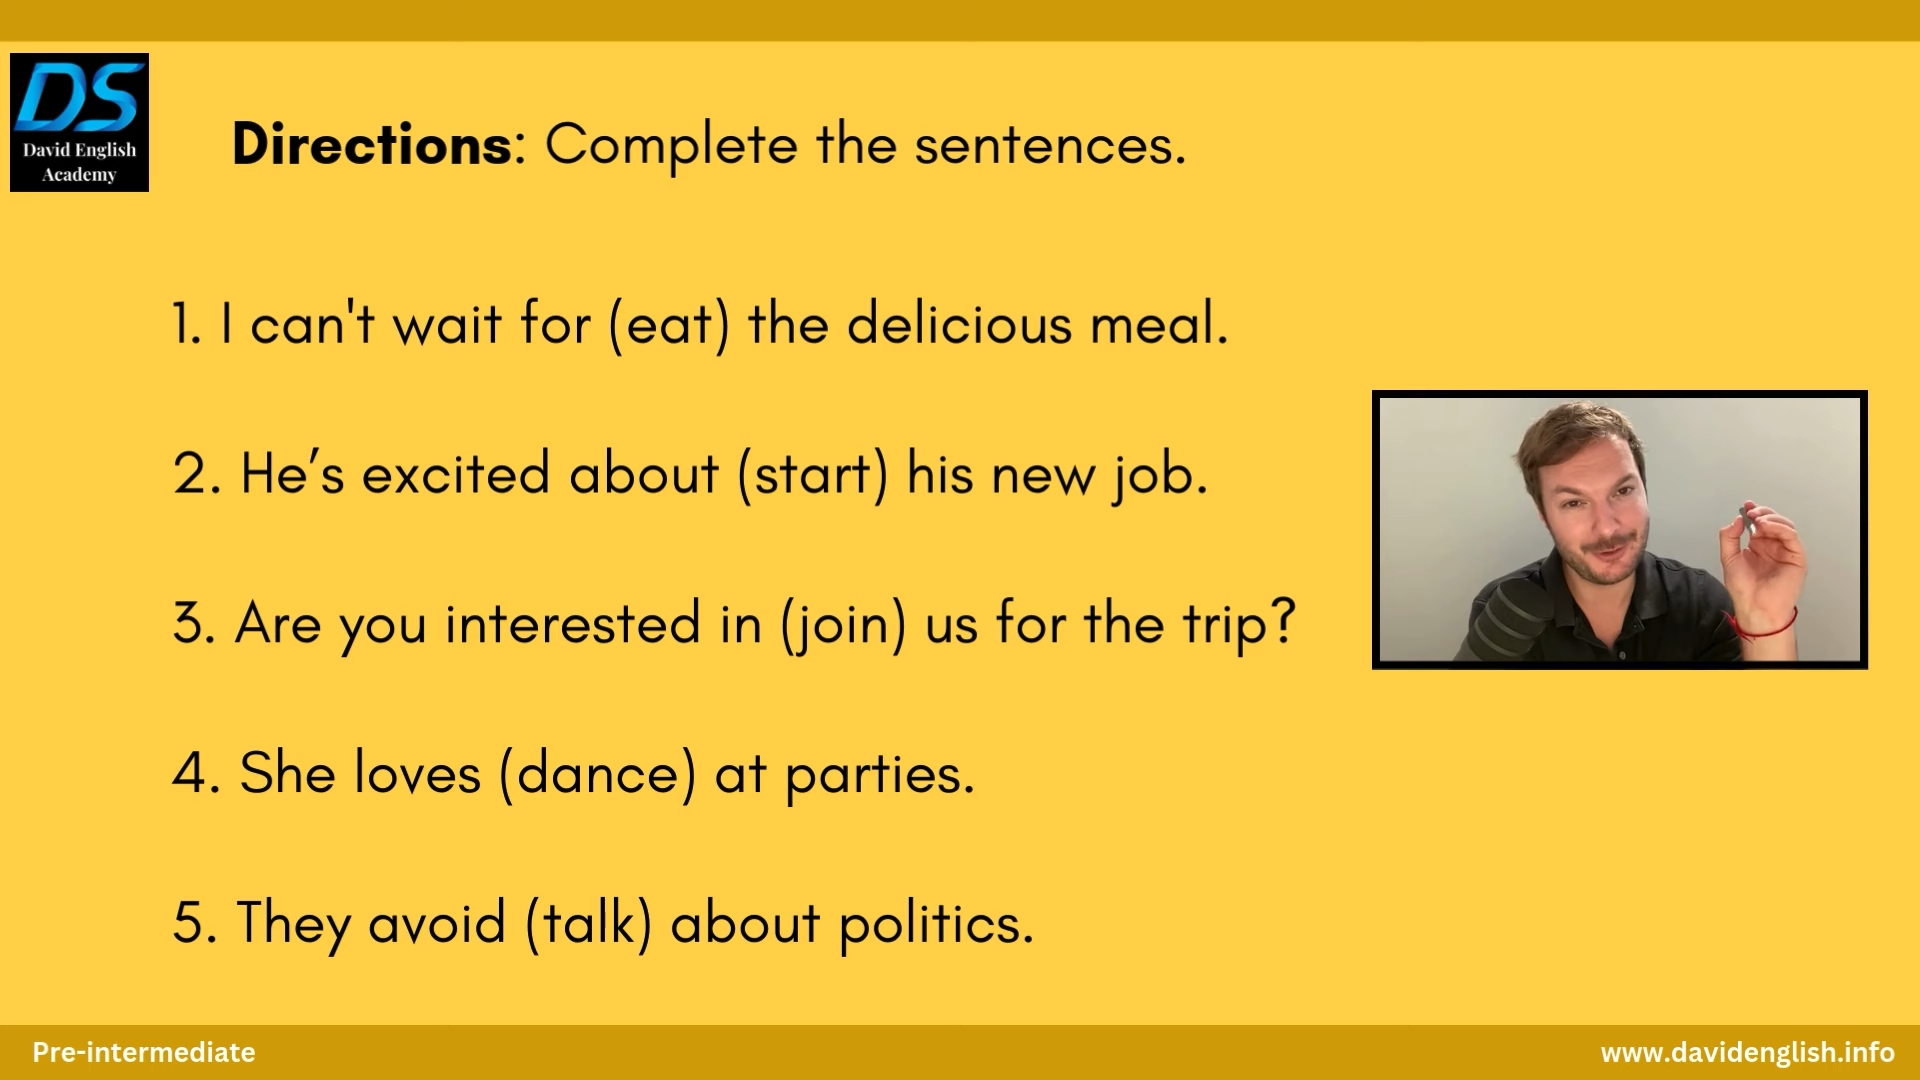 DS
David English
Academy
Directions: Complete the sentences.
1. I can't wait for (eat) the delicious meal.
2. He’s excited about (start) his new job.
3. Are you interested in (join) us for the trip?
4. She loves (dance) at parties.
5. They avoid (talk) about politics.
Pre-intermediate
www.davidenglish.info